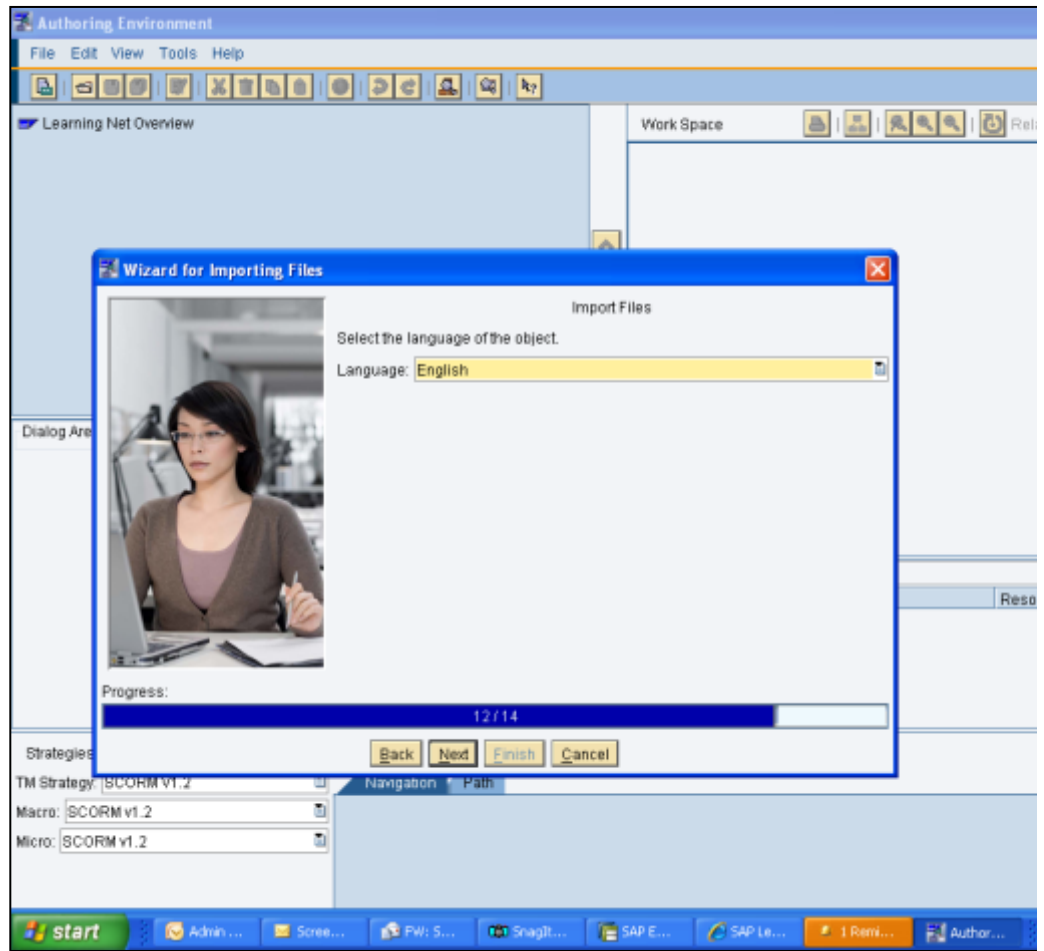 Authoring Environment
File Edit View Tools Help
Learning Net Overview
Work Space
Rela
Wizard for Importing Files
Import Files
Select the language of the object.
Language: English
Dialog Are
Reso
Progress:
12 / 14
Back Next Finish Cancel
Strategies
TM Strategy: SCORM v1.2
Navigation Path
Macro: SCORM v1.2
Micro: SCORM v1.2
start Admin ... Scree... FW: S... SnagIt... SAP E... SAP Le... 1 Remi... Author...